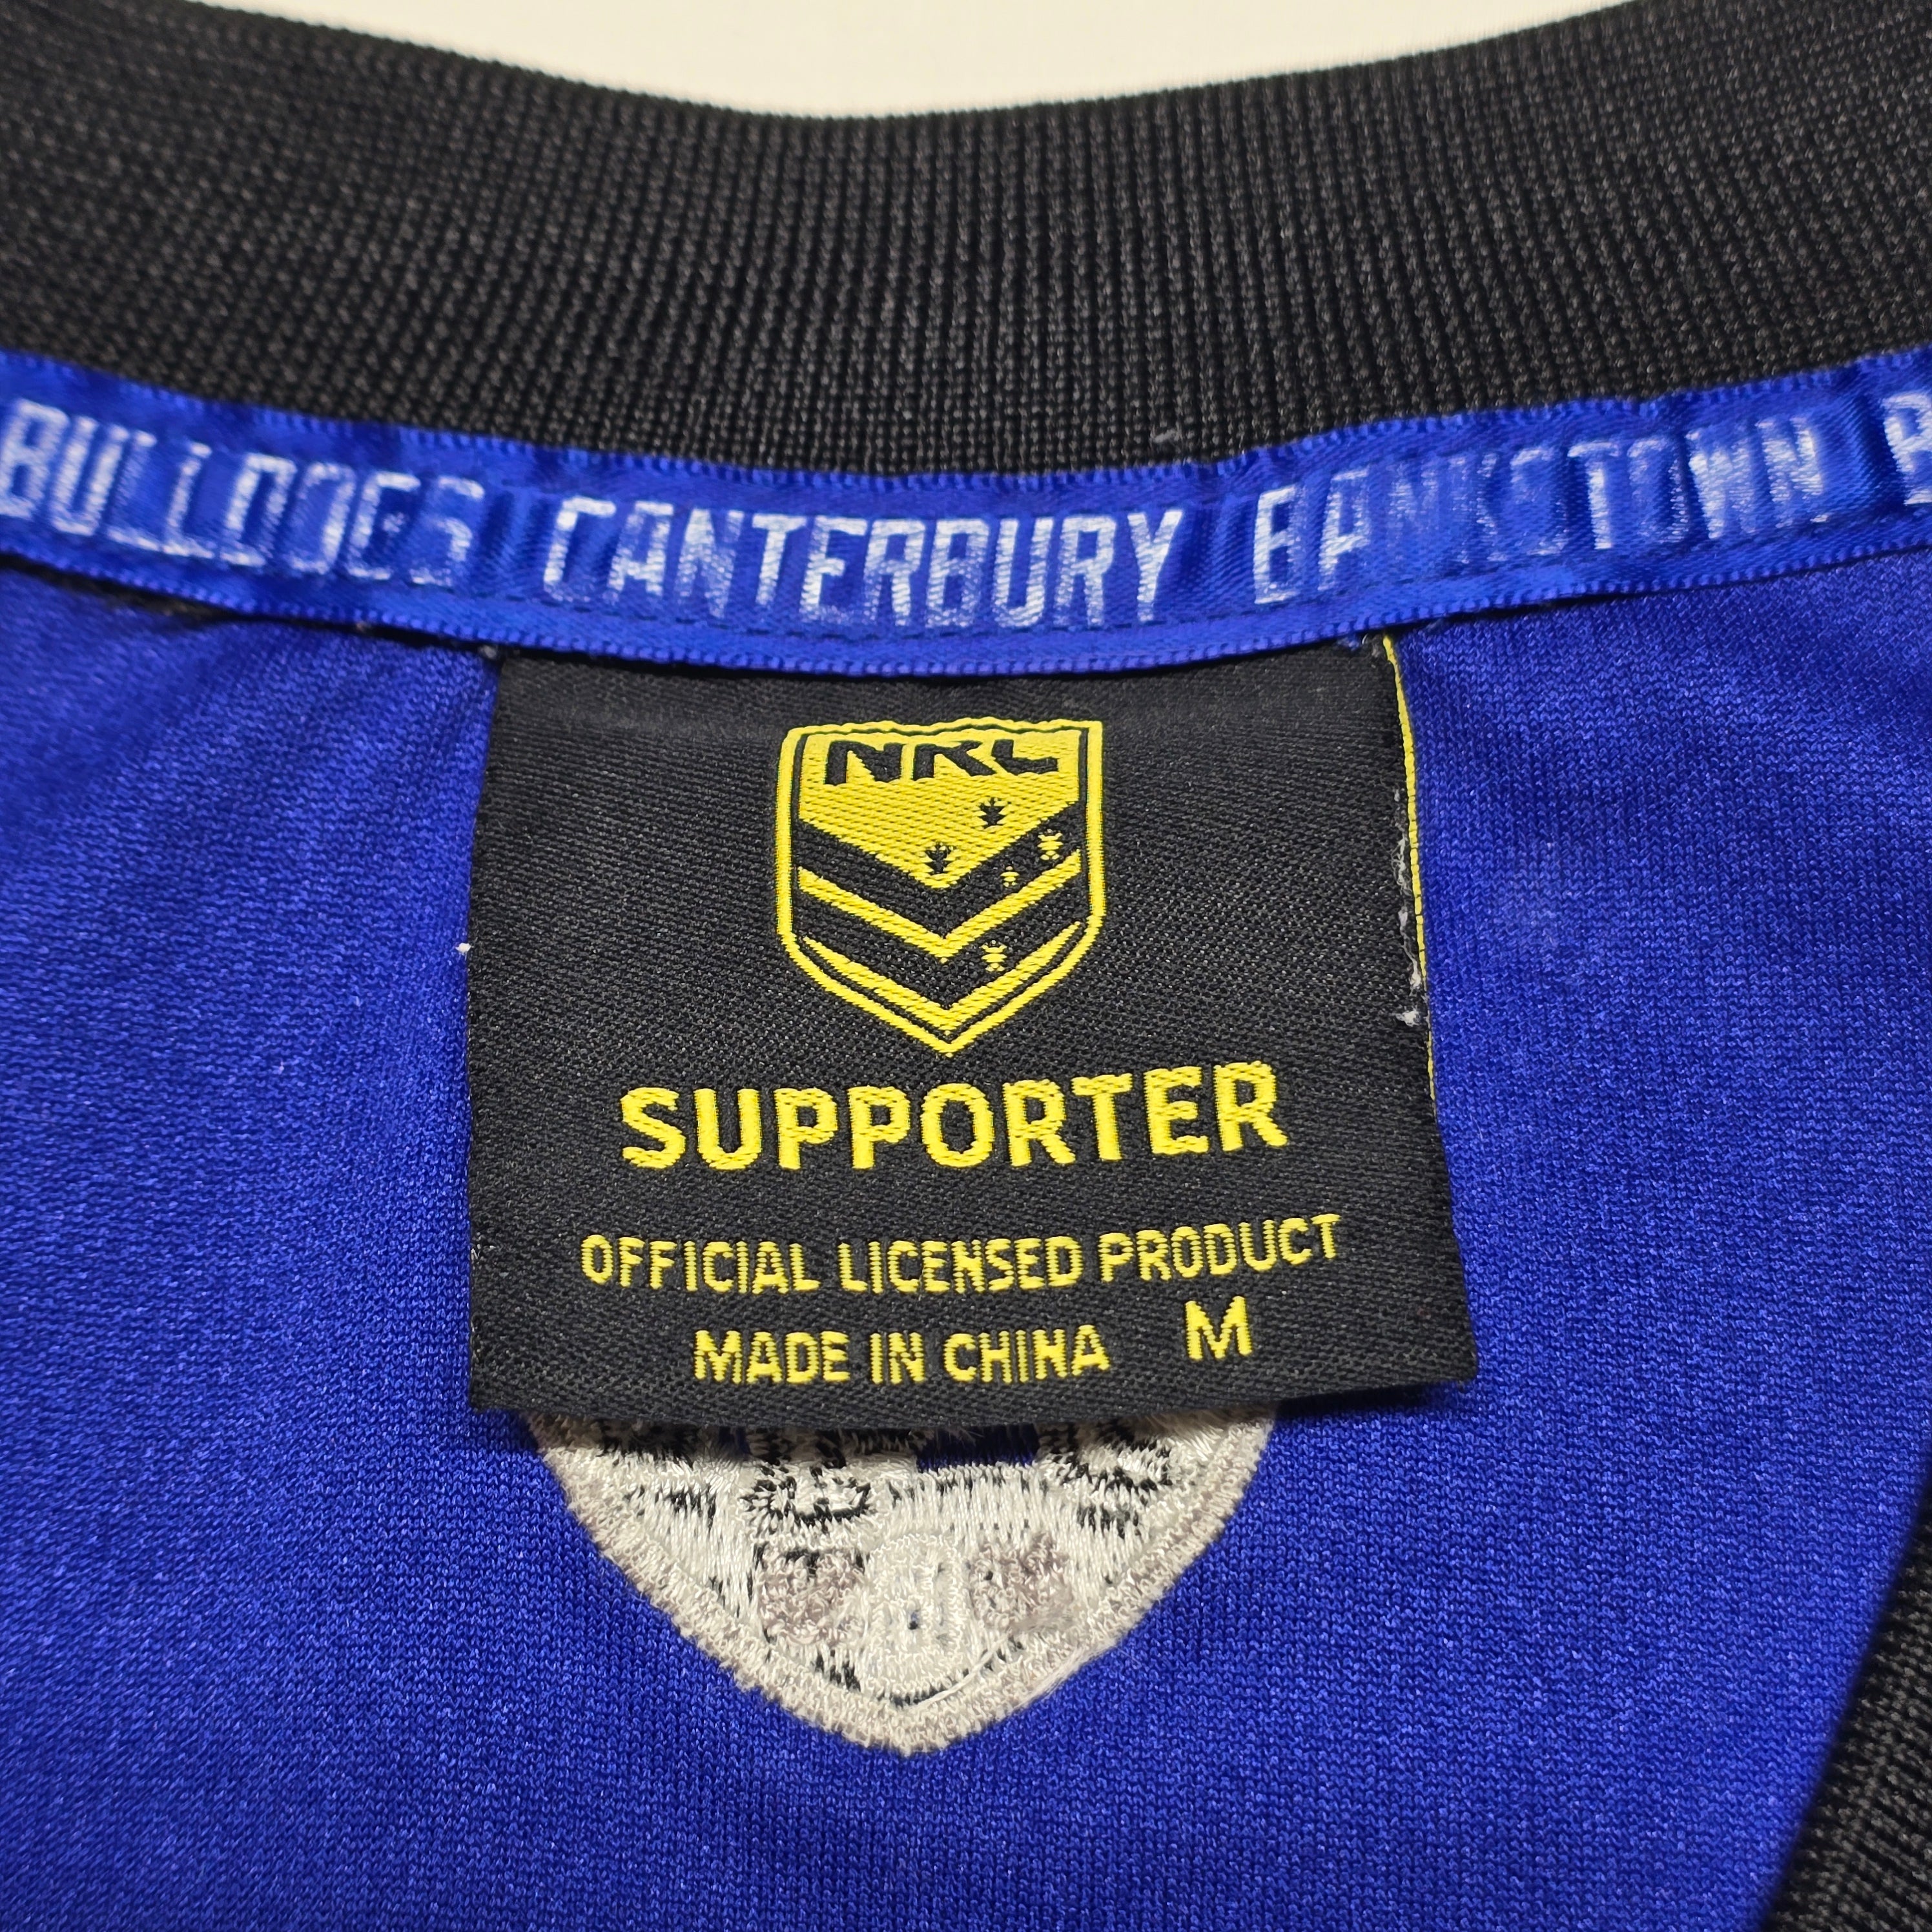 BULLDOGS CANTERBURY BANKSTOWN B
NRL
SUPPORTER
OFFICIAL LICENSED PRODUCT
MADE IN CHINA M